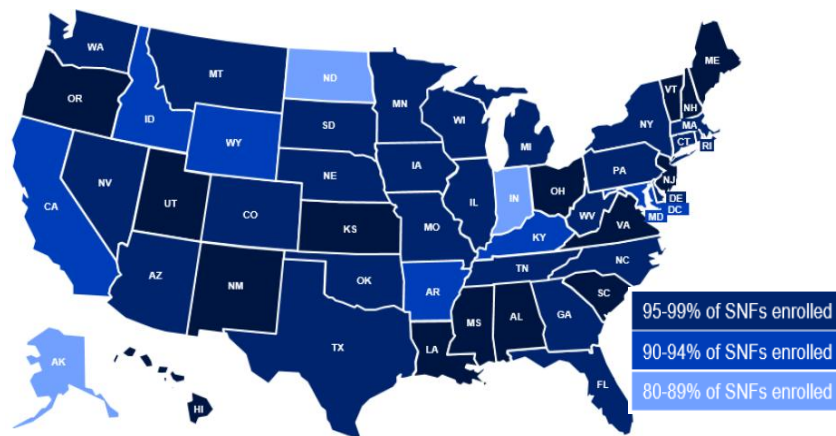 WA
MT
ND
MN
ME
VT
NH
OR
ID
SD
WI
MI
NY
MA
CT
RI
WY
NE
IA
PA
NJ
NV
UT
CO
IL
IN
OH
DE
MD
DC
CA
KS
MO
KY
WV
VA
AZ
NM
OK
AR
TN
NC
SC
MS
AL
GA
TX
LA
FL
AK
HI
95-99% of SNFs enrolled
90-94% of SNFs enrolled
80-89% of SNFs enrolled